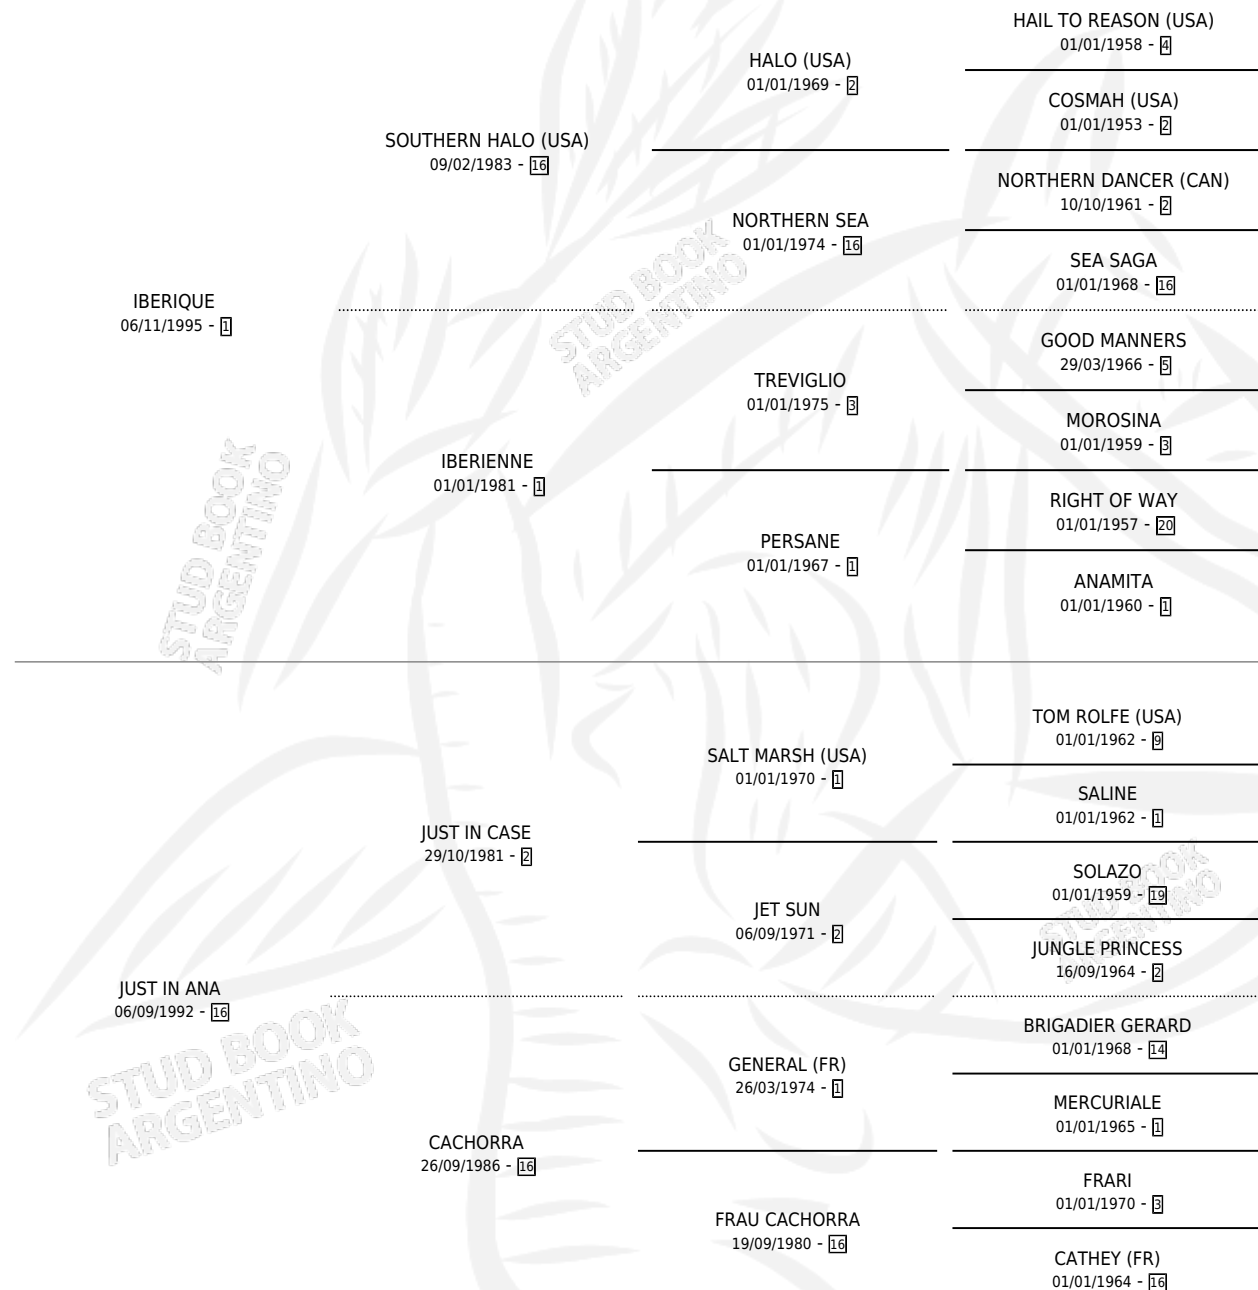 HAIL TO REASON (USA)
01/01/1958 - 4
HALO (USA)
01/01/1969 - 2
COSMAH (USA)
01/01/1953 - 2
SOUTHERN HALO (USA)
09/02/1983 - 16
NORTHERN DANCER (CAN)
10/10/1961 - 2
NORTHERN SEA
01/01/1974 - 16
SEA SAGA
01/01/1968 - 16
IBERIQUE
06/11/1995 - 1
GOOD MANNERS
29/03/1966 - 5
TREVIGLIO
01/01/1975 - 3
MOROSINA
01/01/1959 - 3
IBERIENNE
01/01/1981 - 1
RIGHT OF WAY
01/01/1957 - 20
PERSANE
01/01/1967 - 1
ANAMITA
01/01/1960 - 1
STUD BOOK
ARGENTINO
STUD BOOK
ARGENTINO
TOM ROLFE (USA)
01/01/1962 - 9
SALT MARSH (USA)
01/01/1970 - 1
SALINE
01/01/1962 - 1
JUST IN CASE
29/10/1981 - 2
SOLAZO
01/01/1959 - 19
JET SUN
06/09/1971 - 2
JUNGLE PRINCESS
16/09/1964 - 2
JUST IN ANA
06/09/1992 - 16
BRIGADIER GERARD
01/01/1968 - 14
GENERAL (FR)
26/03/1974 - 1
MERCURIALE
01/01/1965 - 1
CACHORRA
26/09/1986 - 16
FRARI
01/01/1970 - 3
FRAU CACHORRA
19/09/1980 - 16
CATHEY (FR)
01/01/1964 - 16
STUD BOOK
ARGENTINO
STUD BOOK
ARGENTINO